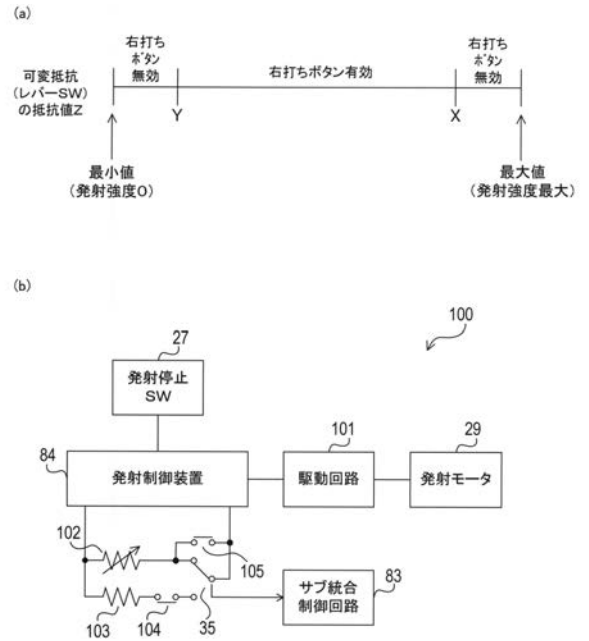 (a)
右打ち
ボタン
無効
右打ちボタン有効
右打ち
ボタン
無効
可変抵抗
(レバーSW)
の抵抗値Z
Y
X
最小値
(発射強度0)
最大値
(発射強度最大)
(b)
100
27
発射停止
SW
84
発射制御装置
101
駆動回路
29
発射モータ
102
105
103
104
35
サブ統合
制御回路
83